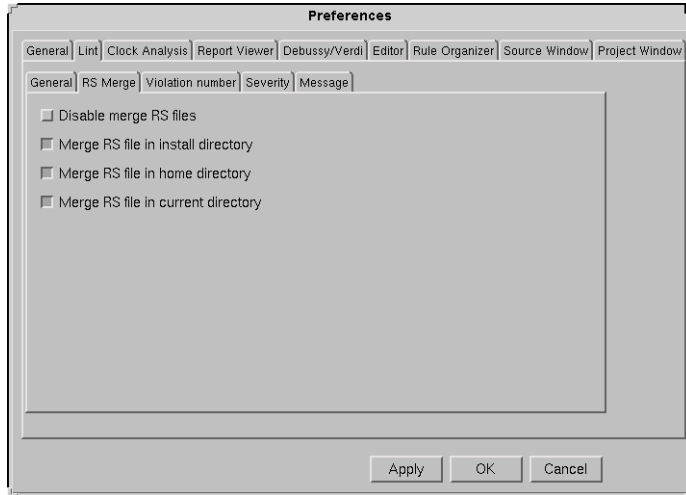 Preferences
General Lint Clock Analysis Report Viewer Debussy/Verdi Editor Rule Organizer Source Window Project Window
General RS Merge Violation number Severity Message
Disable merge RS files
Merge RS file in install directory
Merge RS file in home directory
Merge RS file in current directory
Apply OK Cancel